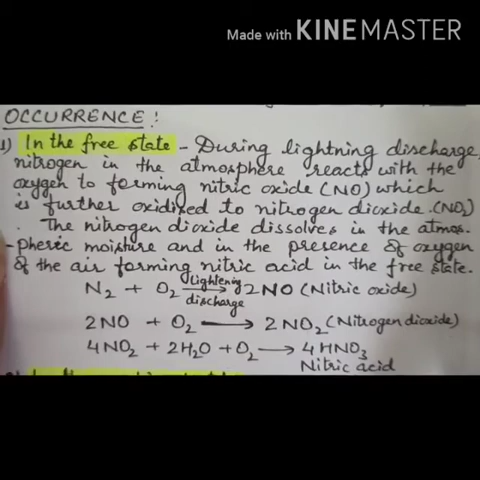 Made with KINEMASTER
OCCURRENCE :
1) In the free state - During lightning discharge,
nitrogen in the atmosphere reacts with the
oxygen to forming nitric oxide (NO) which
is further oxidized to nitrogen dioxide. (NO₂)
. The nitrogen dioxide dissolves in the atmos-
-pheric moisture and in the presence of oxygen
of the air forming nitric acid in the free state.
N₂ + O₂ Lightening discharge → 2NO (Nitric oxide)
2NO + O₂ → 2NO₂ (Nitrogen dioxide)
4NO₂ + 2H₂O + O₂ → 4HNO₃
Nitric acid